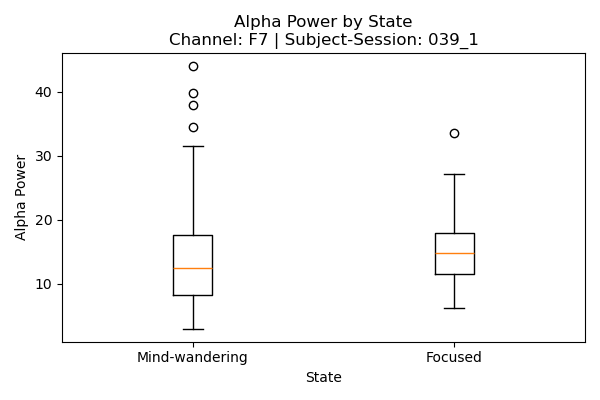 Alpha Power by State
Channel: F7 | Subject-Session: 039_1
Alpha Power
40
30
20
10
Mind-wandering
Focused
State